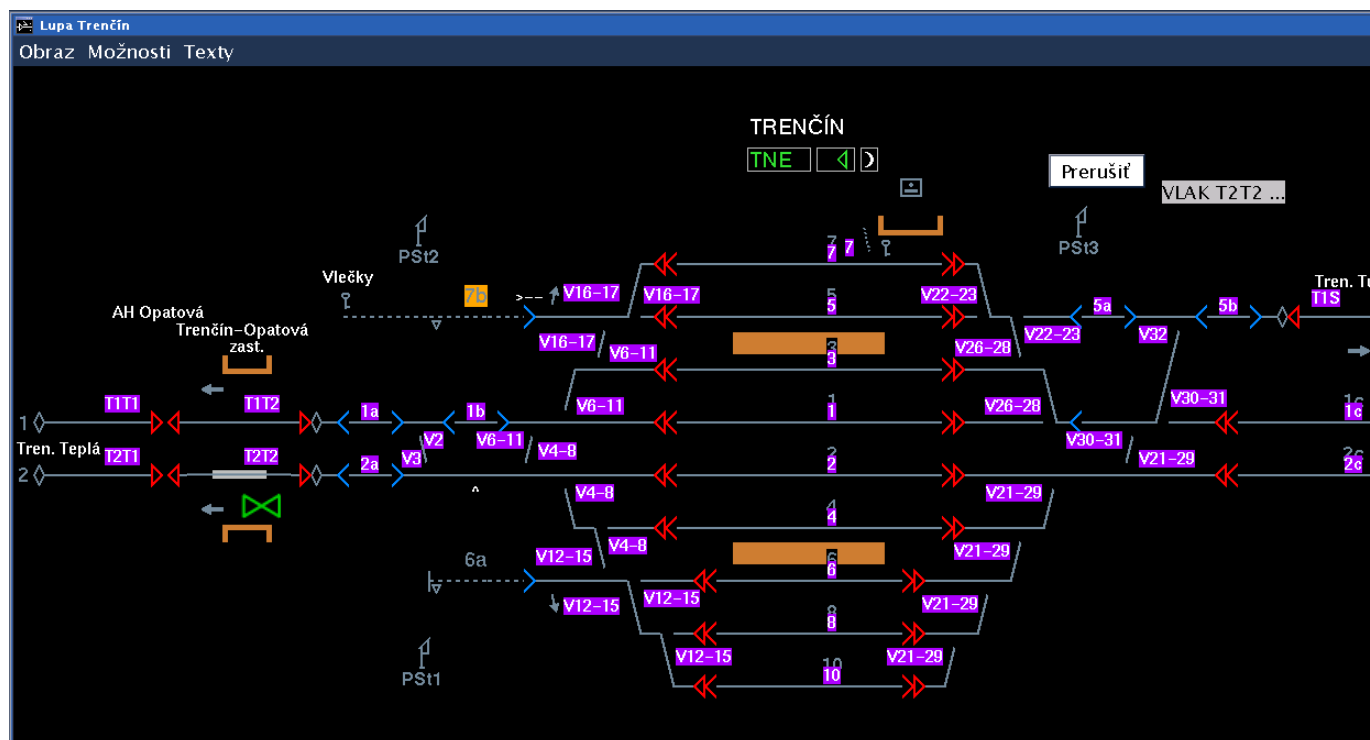 Lupa Trenčín
Obraz Možnosti Texty
TRENČÍN
TNE
Prerušiť
VLAK T2T2 ...
PSt2
PSt3
7
7 7
Vlečky
7b
>--
V16-17
V16-17
V22-23
5
5
5a
5b
Tren. Tu
T1S
AH Opatová
Trenčín-Opatová
zast.
V16-17
V6-11
3
3
V26-28
V22-23
V32
T1T1
T1T2
1a
1b
V6-11
1
1
V26-28
V30-31
1c
1c
1
V2
V6-11
V4-8
V30-31
Tren. Teplá
T2T1
T2T2
2a
V3
2
2
V21-29
2c
2c
2
^
V4-8
V21-29
4
4
V4-8
V12-15
6
6
V21-29
6a
V12-15
V12-15
V21-29
8
8
V12-15
V21-29
10
10
PSt1